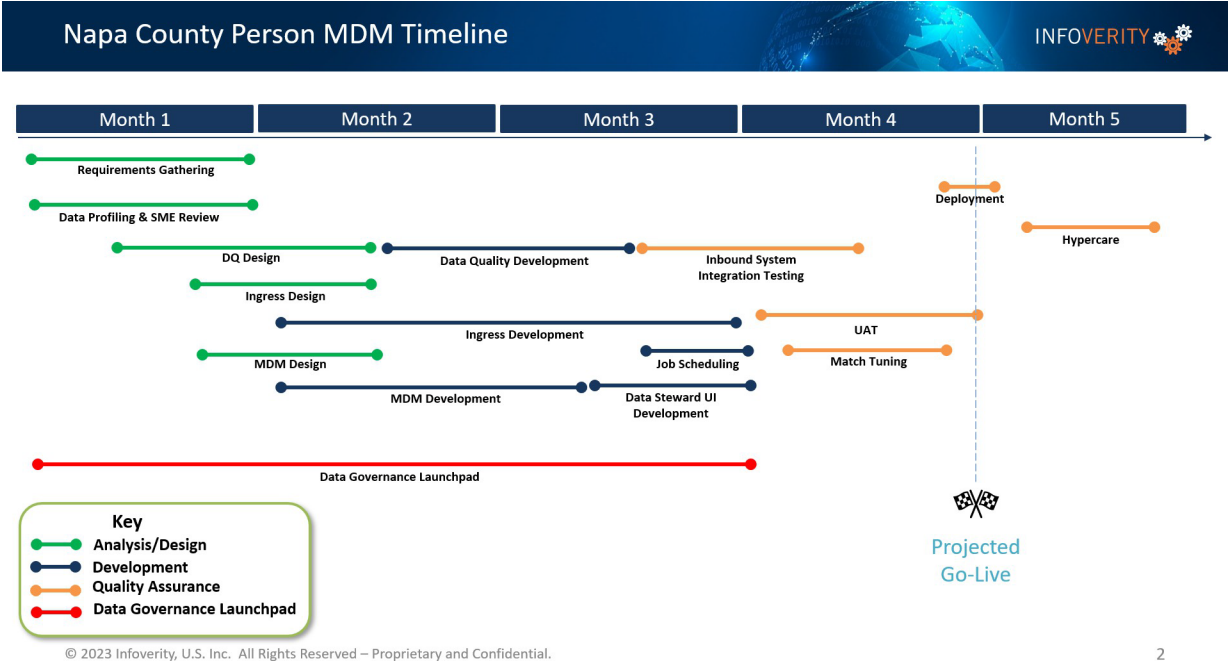 Napa County Person MDM Timeline
INFOVERITY
Month 1
Month 2
Month 3
Month 4
Month 5
Requirements Gathering
Deployment
Data Profiling & SME Review
Hypercare
DQ Design
Data Quality Development
Inbound System
Integration Testing
Ingress Design
Ingress Development
UAT
MDM Design
Job Scheduling
Match Tuning
MDM Development
Data Steward UI
Development
Data Governance Launchpad
Projected
Go-Live
Key
Analysis/Design
Development
Quality Assurance
Data Governance Launchpad
© 2023 Infoverity, U.S. Inc. All Rights Reserved – Proprietary and Confidential.
2